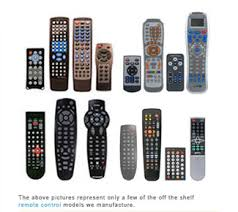 The above pictures represent only a few of the off the shelf
remote control models we manufacture.